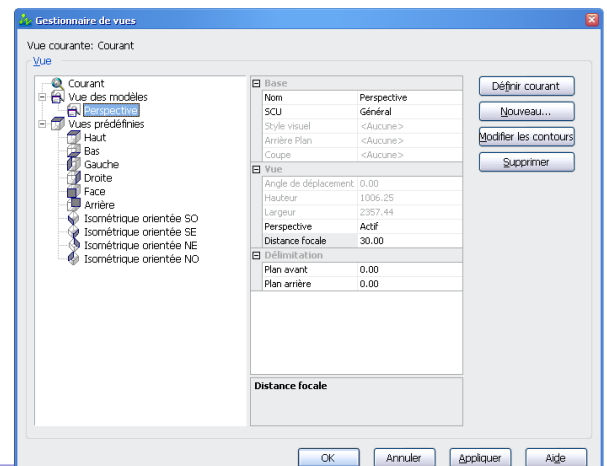 Gestionnaire de vues
Vue courante: Courant
Vue
Courant
Vue des modèles
Perspective
Vues prédéfinies
Haut
Bas
Gauche
Droite
Face
Arrière
Isométrique orientée SO
Isométrique orientée SE
Isométrique orientée NE
Isométrique orientée NO
Base
Nom Perspective
SCU Général
Style visuel <Aucune>
Arrière Plan <Aucune>
Coupe <Aucune>
Vue
Angle de déplacement 0.00
Hauteur 1006.25
Largeur 2357.44
Perspective Actif
Distance focale 30.00
Délimitation
Plan avant 0.00
Plan arrière 0.00
Distance focale
Définir courant
Nouveau...
Modifier les contours
Supprimer
OK Annuler Appliquer Aide